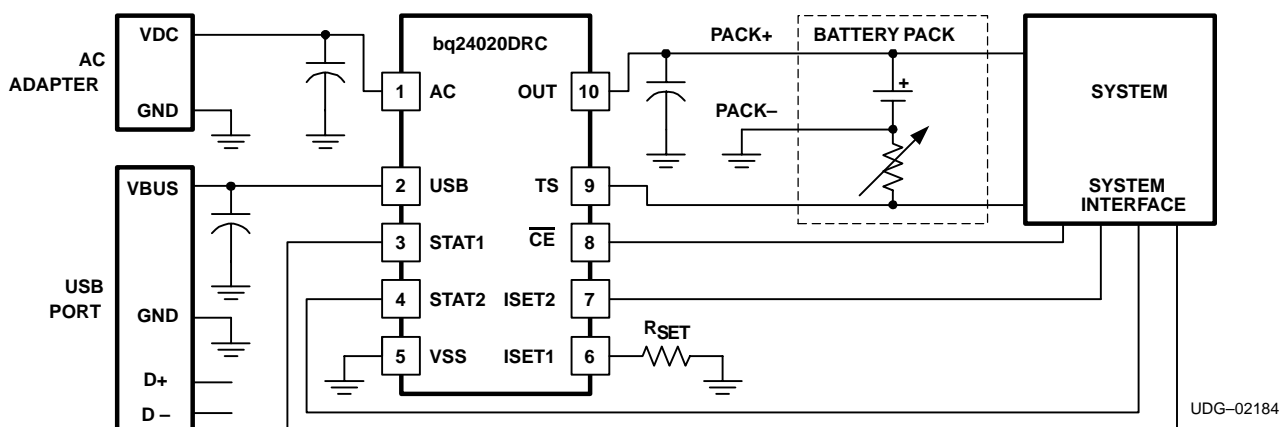 VDC
AC
ADAPTER
GND
bq24020DRC
1 AC
OUT 10
PACK+
BATTERY PACK
+
PACK–
SYSTEM
SYSTEM
INTERFACE
VBUS
2 USB
TS 9
3 STAT1
CE 8
USB
PORT
4 STAT2
ISET2 7
GND
5 VSS
ISET1 6
RSET
D+
D –
UDG–02184